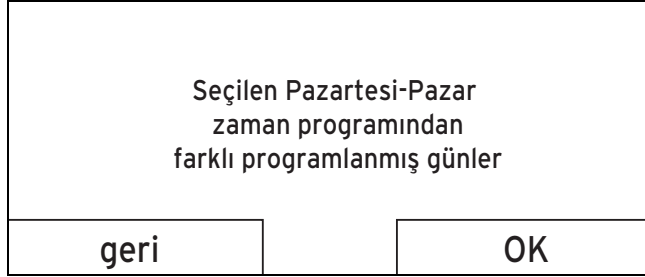 Seçilen Pazartesi-Pazar
zaman programından
farklı programlanmış günler
geri
OK